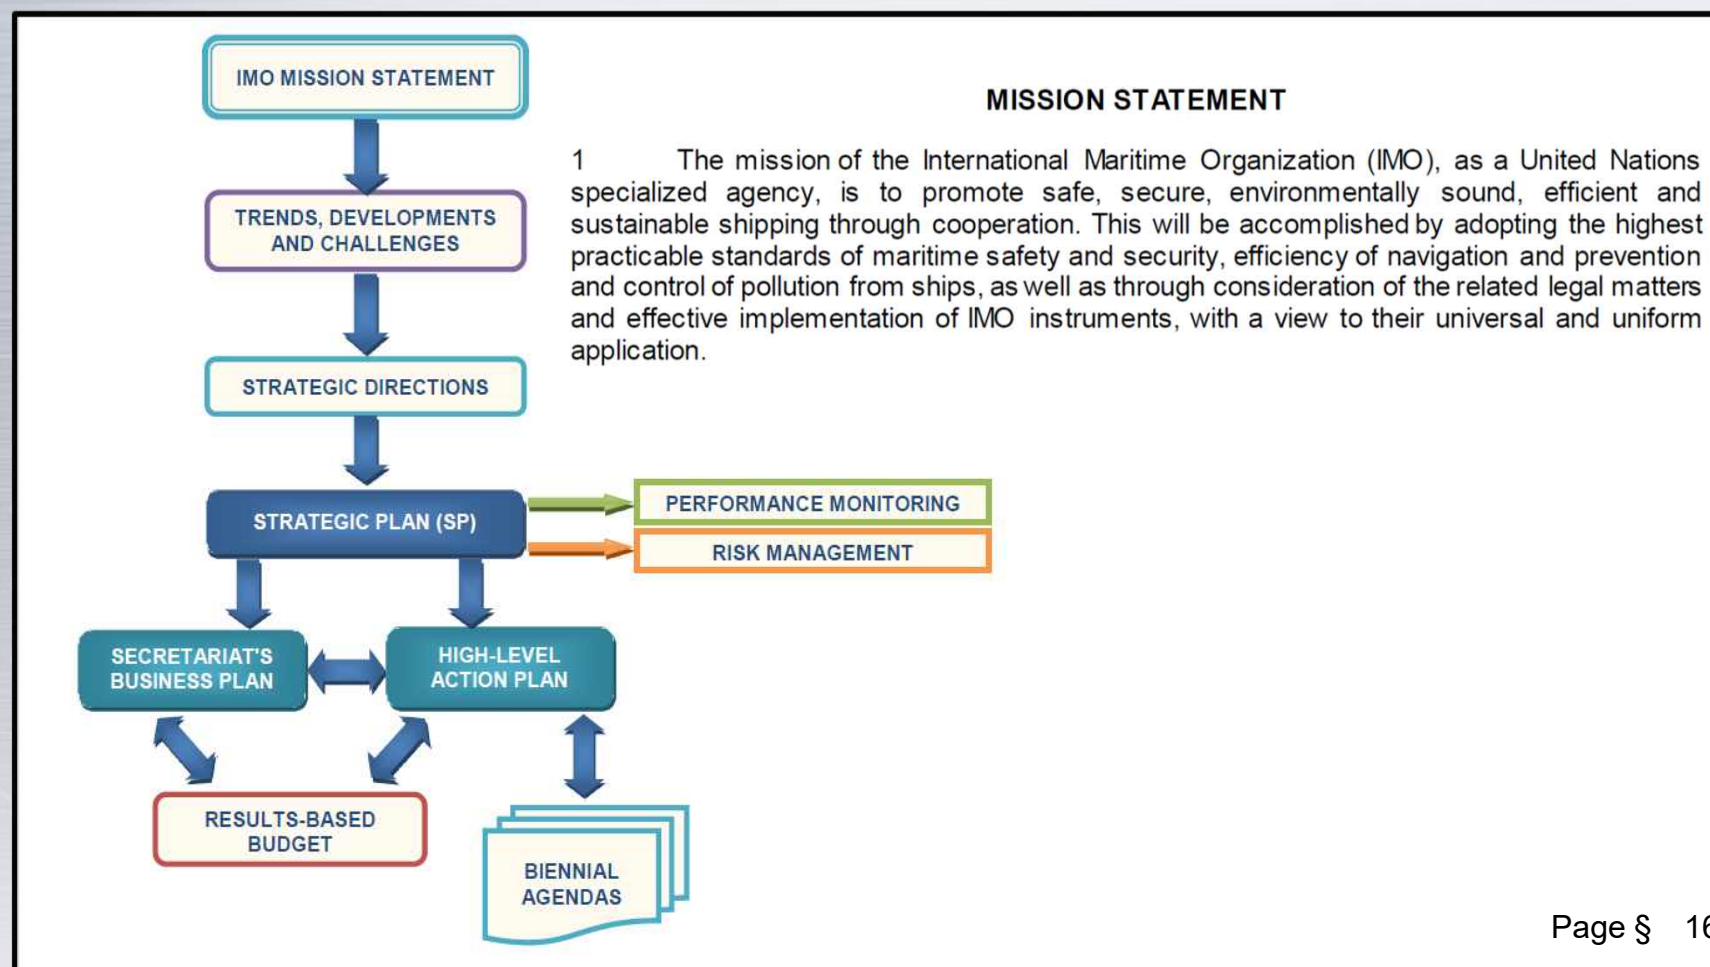 IMO MISSION STATEMENT
TRENDS, DEVELOPMENTS
AND CHALLENGES
STRATEGIC DIRECTIONS
STRATEGIC PLAN (SP)
PERFORMANCE MONITORING
RISK MANAGEMENT
SECRETARIAT'S
BUSINESS PLAN
HIGH-LEVEL
ACTION PLAN
RESULTS-BASED
BUDGET
BIENNIAL
AGENDAS
MISSION STATEMENT
1 The mission of the International Maritime Organization (IMO), as a United Nations
specialized agency, is to promote safe, secure, environmentally sound, efficient and
sustainable shipping through cooperation. This will be accomplished by adopting the highest
practicable standards of maritime safety and security, efficiency of navigation and prevention
and control of pollution from ships, as well as through consideration of the related legal matters
and effective implementation of IMO instruments, with a view to their universal and uniform
application.
Page § 16